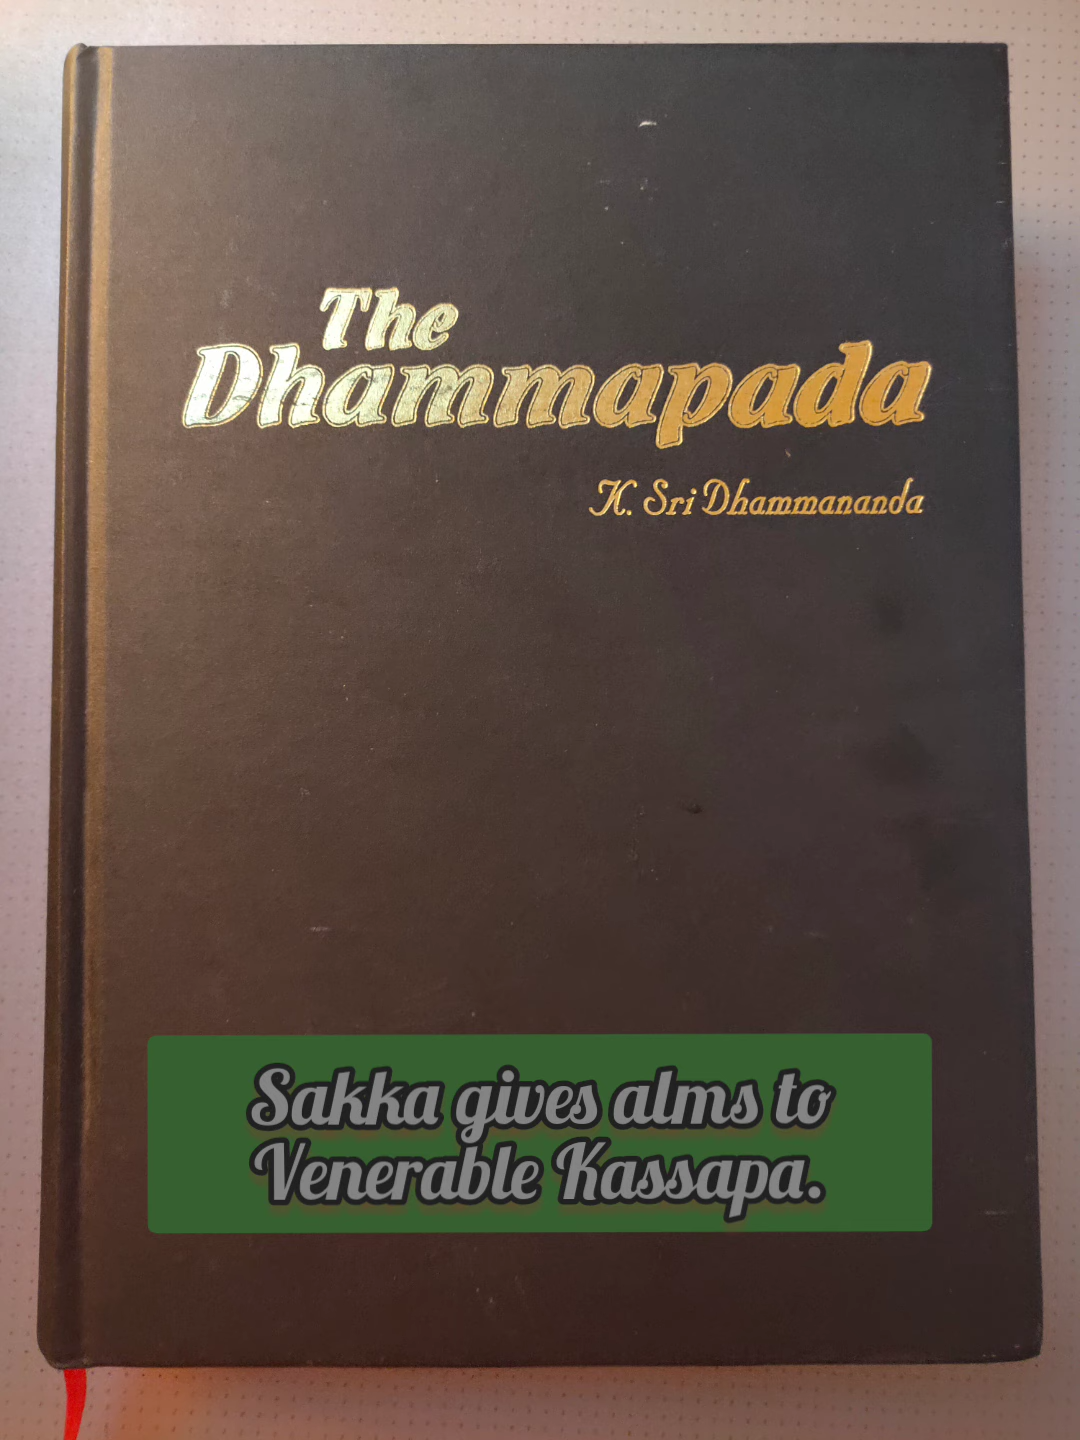 The
Dhammapada
K. Sri Dhammananda
Sakka gives alms to
Venerable Kassapa.